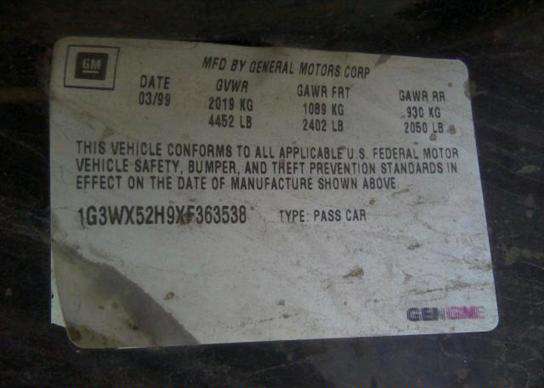 GM
MFD BY GENERAL MOTORS CORP
DATE GVWR GAWR FRT GAWR RR
03/99 2019 KG 1089 KG 930 KG
4452 LB 2402 LB 2050 LB
THIS VEHICLE CONFORMS TO ALL APPLICABLE U.S. FEDERAL MOTOR
VEHICLE SAFETY, BUMPER, AND THEFT PREVENTION STANDARDS IN
EFFECT ON THE DATE OF MANUFACTURE SHOWN ABOVE
1G3WX52H9XF363538 TYPE: PASS CAR